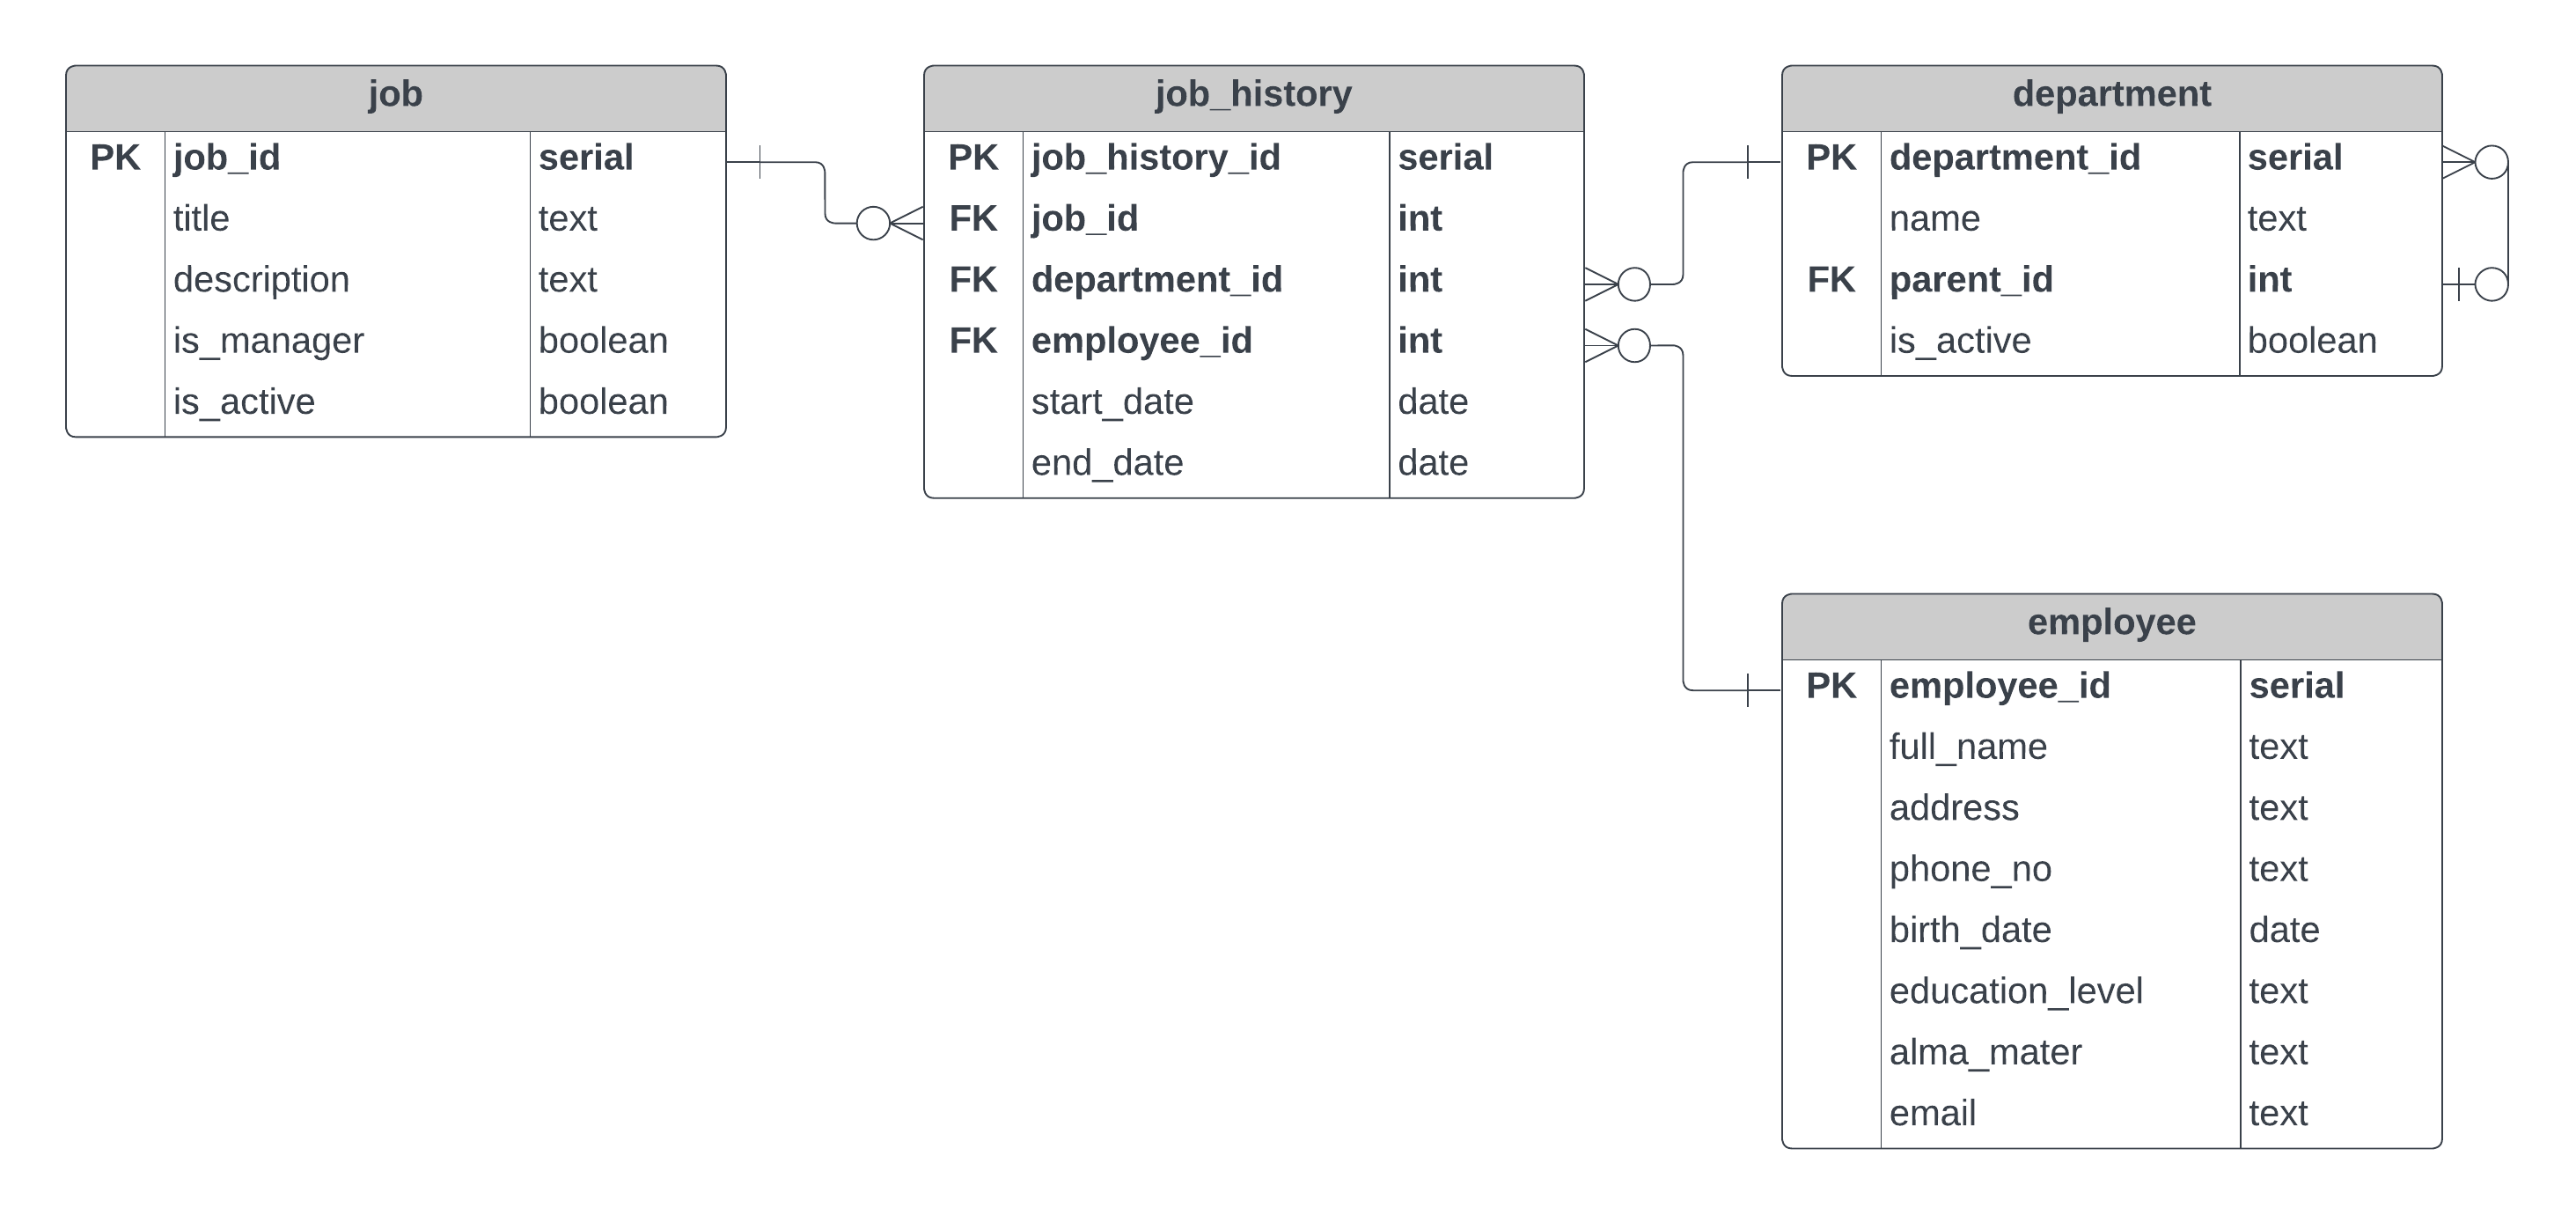 job
PK job_id serial
title text
description text
is_manager boolean
is_active boolean
job_history
PK job_history_id serial
FK job_id int
FK department_id int
FK employee_id int
start_date date
end_date date
department
PK department_id serial
name text
FK parent_id int
is_active boolean
employee
PK employee_id serial
full_name text
address text
phone_no text
birth_date date
education_level text
alma_mater text
email text